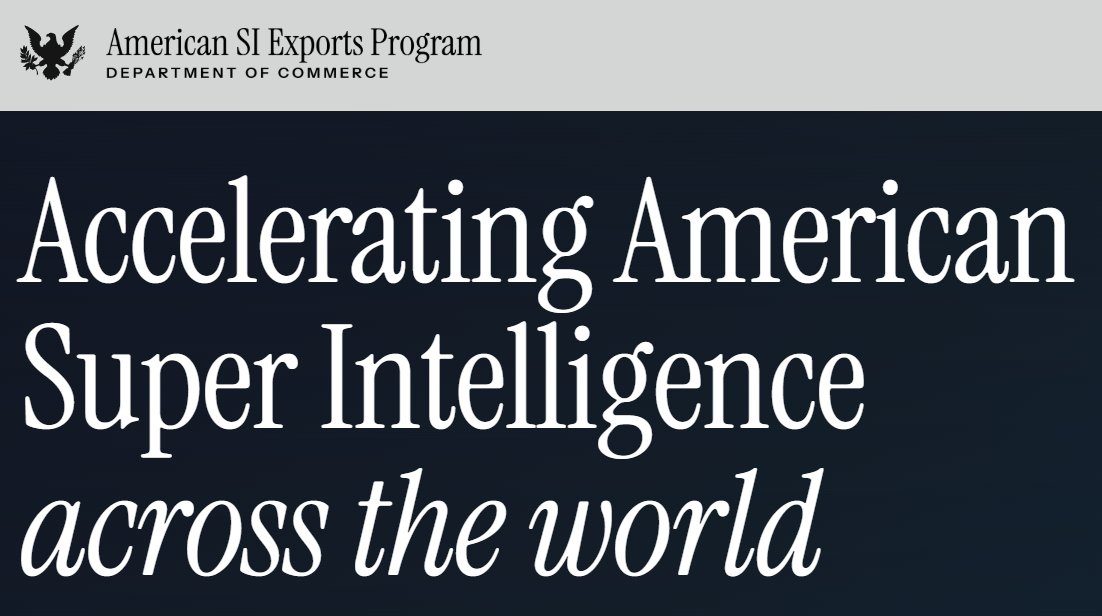 American SI Exports Program
DEPARTMENT OF COMMERCE
Accelerating American
Super Intelligence
across the world